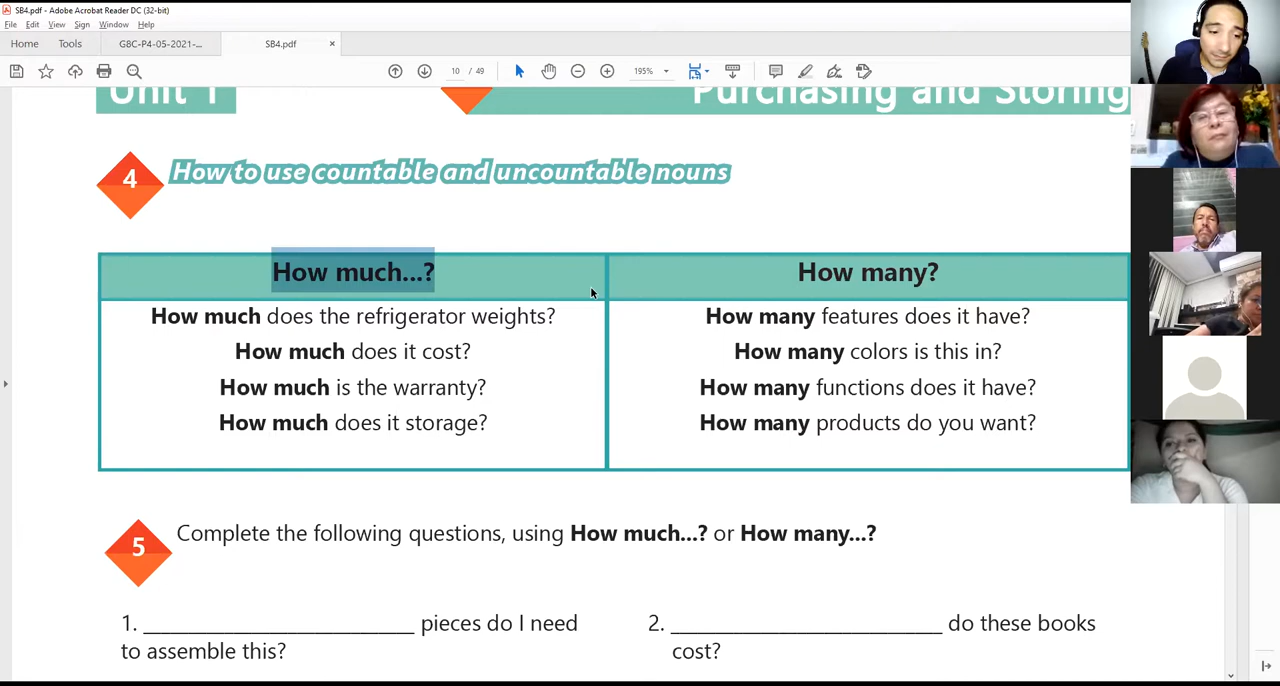 SB4.pdf - Adobe Acrobat Reader DC (32-bit)
File Edit View Sign Window Help
Home Tools G8C-P4-05-2021-... SB4.pdf ×
10 / 49 195%
Unit 1 Purchasing and Storing
4 How to use countable and uncountable nouns
How much...? How many?
How much does the refrigerator weights? How many features does it have?
How much does it cost? How many colors is this in?
How much is the warranty? How many functions does it have?
How much does it storage? How many products do you want?
5 Complete the following questions, using How much...? or How many...?
1. ___________________________ pieces do I need 2. ___________________________ do these books
to assemble this? cost?